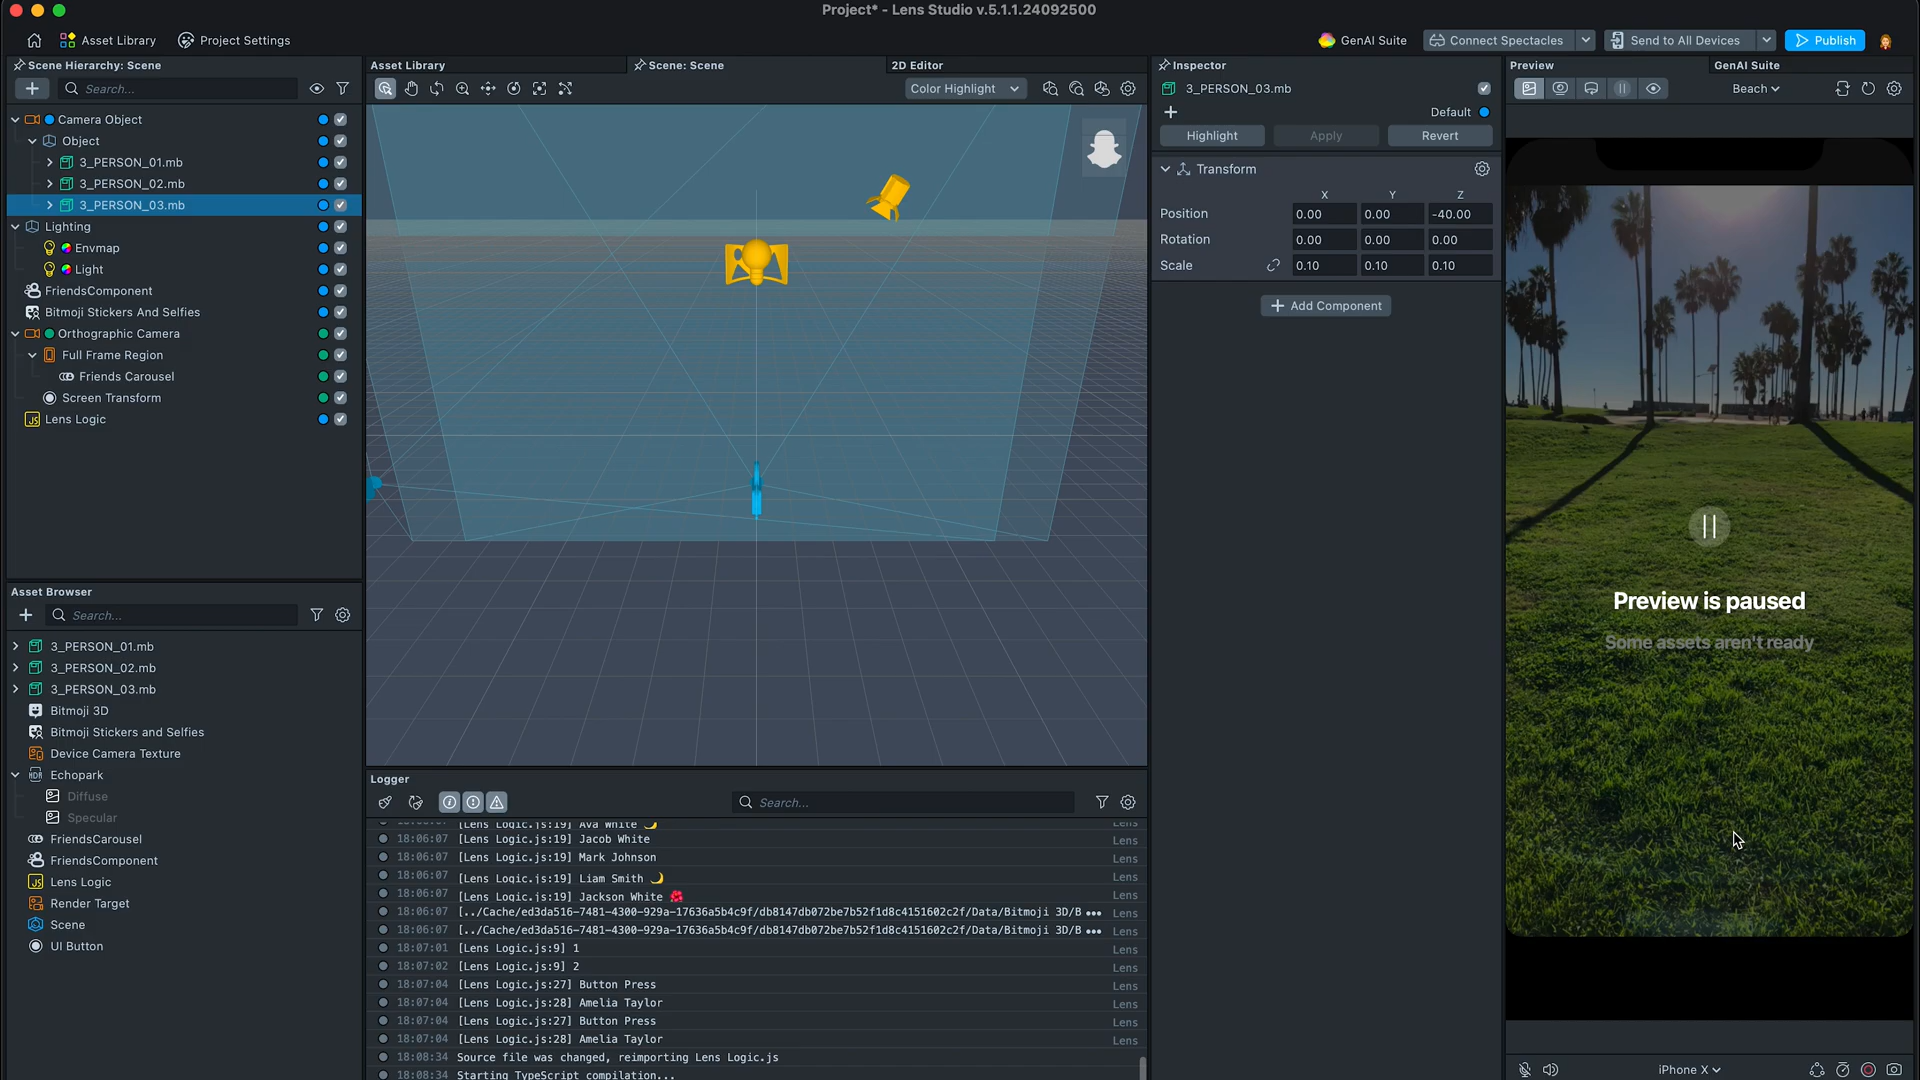 Project* - Lens Studio v.5.1.1.24092500
Asset Library
Project Settings
GenAI Suite
Connect Spectacles
Send to All Devices
Publish
Scene Hierarchy: Scene
Search...
Camera Object
Object
3_PERSON_01.mb
3_PERSON_02.mb
3_PERSON_03.mb
Lighting
Envmap
Light
FriendsComponent
Bitmoji Stickers And Selfies
Orthographic Camera
Full Frame Region
Friends Carousel
Screen Transform
JS Lens Logic
Asset Browser
Search...
3_PERSON_01.mb
3_PERSON_02.mb
3_PERSON_03.mb
Bitmoji 3D
Bitmoji Stickers and Selfies
Device Camera Texture
HDR Echopark
Diffuse
Specular
FriendsCarousel
FriendsComponent
JS Lens Logic
Render Target
Scene
UI Button
Asset Library
Scene: Scene
2D Editor
Color Highlight
Logger
Search...
[Lens Logic.js:19] Ava White 🌙 Lens
18:06:07 [Lens Logic.js:19] Jacob White Lens
18:06:07 [Lens Logic.js:19] Mark Johnson Lens
18:06:07 [Lens Logic.js:19] Liam Smith 🌙 Lens
18:06:07 [Lens Logic.js:19] Jackson White 🌺 Lens
18:06:07 [../Cache/ed3da516-7481-4300-929a-17636a5b4c9f/db8147db072be7b52f1d8c4151602c2f/Data/Bitmoji 3D/B ••• Lens
18:06:07 [../Cache/ed3da516-7481-4300-929a-17636a5b4c9f/db8147db072be7b52f1d8c4151602c2f/Data/Bitmoji 3D/B ••• Lens
18:07:01 [Lens Logic.js:9] 1 Lens
18:07:02 [Lens Logic.js:9] 2 Lens
18:07:04 [Lens Logic.js:27] Button Press Lens
18:07:04 [Lens Logic.js:28] Amelia Taylor Lens
18:07:04 [Lens Logic.js:27] Button Press Lens
18:07:04 [Lens Logic.js:28] Amelia Taylor Lens
18:08:34 Source file was changed, reimporting Lens Logic.js
18:08:34 Starting TypeScript compilation...
Inspector
3_PERSON_03.mb
Default
Highlight
Apply
Revert
Transform
X Y Z
Position 0.00 0.00 -40.00
Rotation 0.00 0.00 0.00
Scale 0.10 0.10 0.10
Add Component
Preview
GenAI Suite
Beach
Preview is paused
Some assets aren't ready
iPhone X